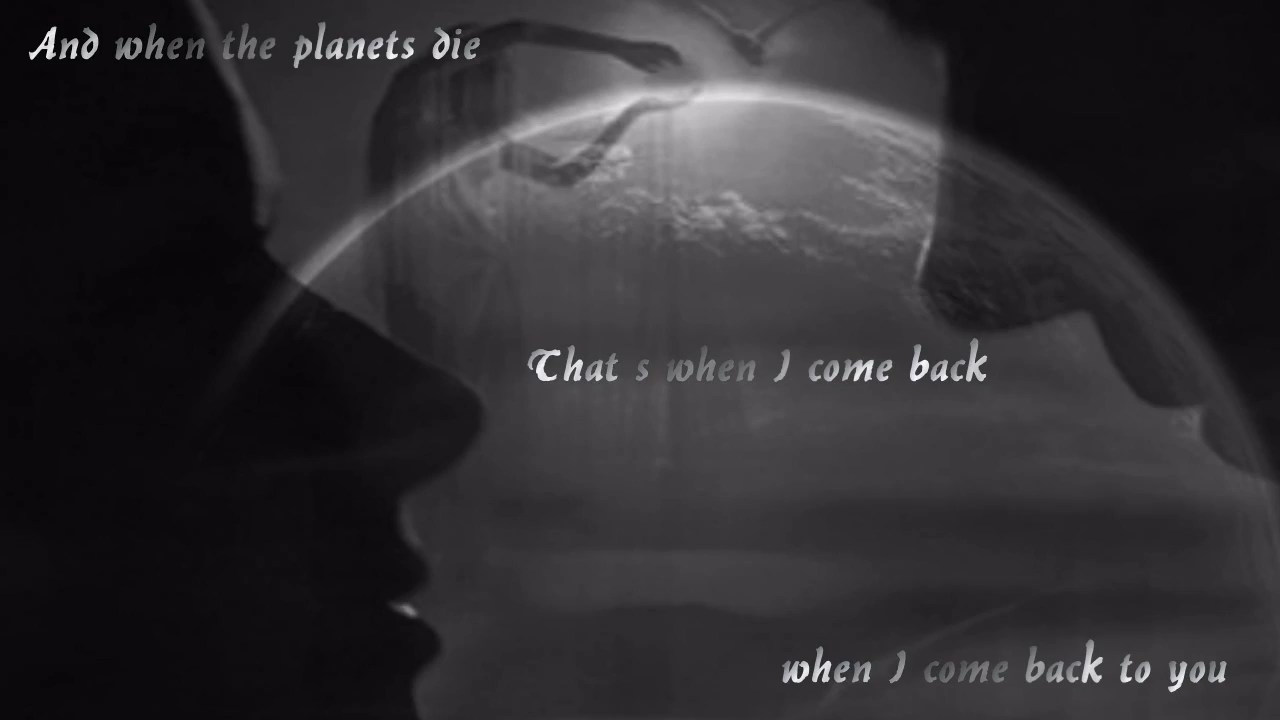 And when the planets die
That s when I come back
when I come back to you